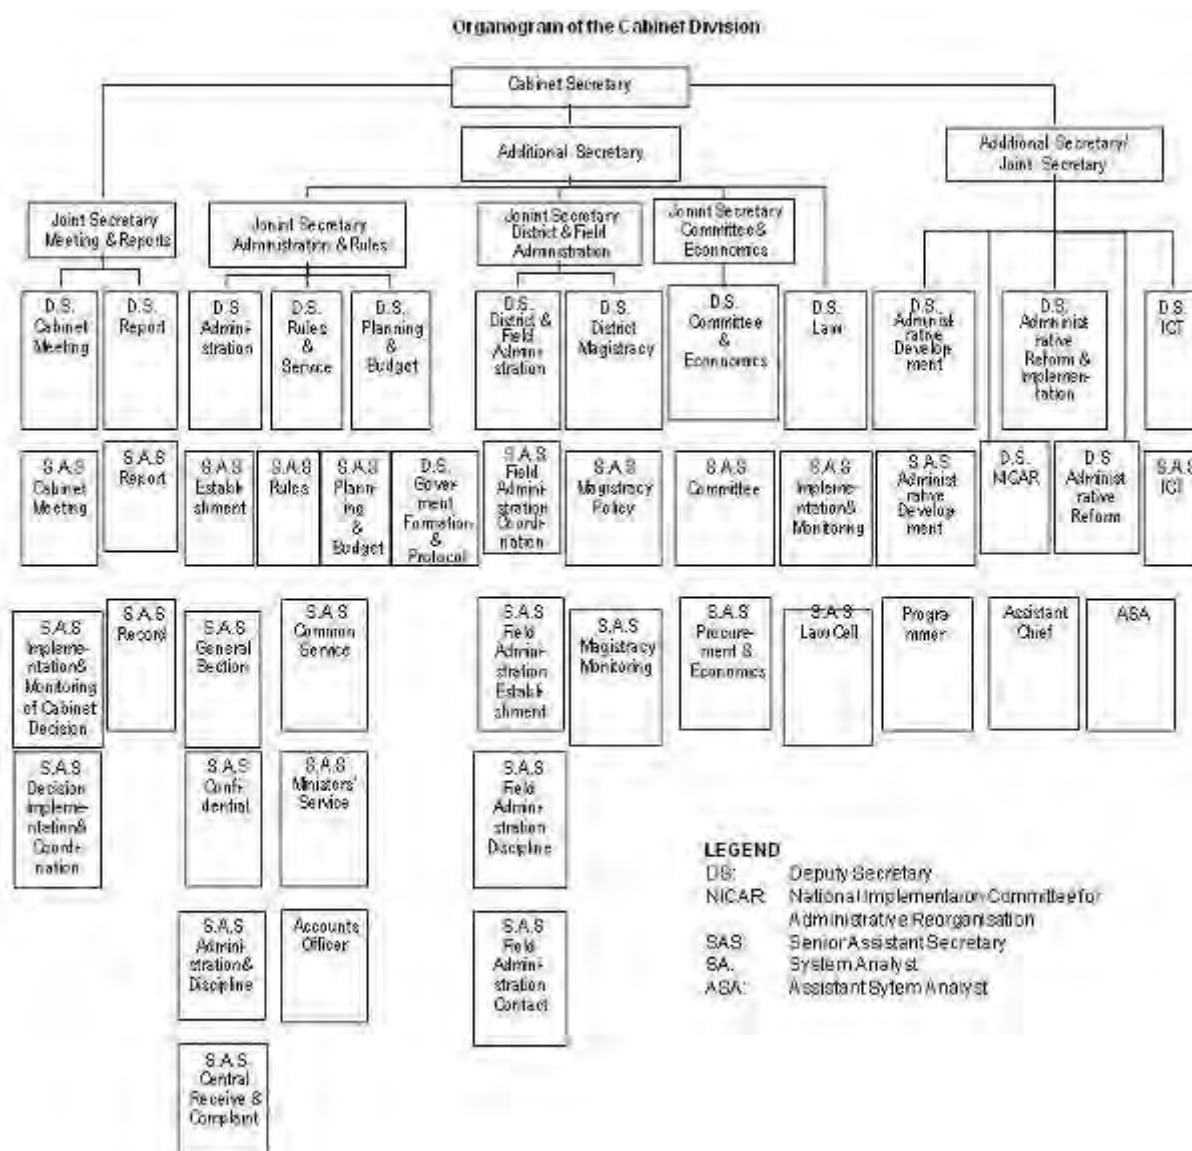 Organogram of the Cabinet Division
Cabinet Secretary
Additional Secretary
Additional Secretary/
Joint Secretary
Joint Secretary
Meeting & Reports
Jonint Secretary
Administration & Rules
Jonint Secretary
District & Field
Administration
Jonint Secretary
Committee &
Econnomics
D.S.
Cabinet
Meeting
D.S.
Report
D.S
Admini-
stration
D.S.
Rules
&
Service
D.S.
Planning
&
Budget
D.S.
District &
Field
Admini-
stration
D.S.
District
Magistracy
D.S.
Committee
&
Econnomics
D.S.
Law
D.S.
Administ
rative
Develop-
ment
D.S.
Administ
rative
Reform &
Implemen-
tation
D.S.
ICT
S.A.S
Cabinet
Meeting
S.A.S
Report
S.A.S
Establi-
shment
S.A.S
Rules
S.A.S
Plann-
ing
&
Budget
D.S.
Gover-
nment
Formation
&
Protocol
S.A.S
Field
Admini-
stration
Coordi-
nation
S.A.S
Magistracy
Policy
S.A.S
Committee
S.A.S
Impleme-
ntation&
Monitoring
S.A.S
Administ
rative
Develop-
ment
D.S.
NICAR
D.S
Administ
rative
Reform
S.A.S
ICT
S.A.S
Impleme-
ntation&
Monitoring
of Cabinet
Decision
S.A.S
Record
S.A.S
General
Section
S.A.S
Common
Service
S.A.S
Field
Admini-
stration
Establi-
shment
S.A.S
Magistracy
Monitoring
S.A.S
Procure-
ment &
Economics
S.A.S
Law Cell
Progra-
mmer
Assistant
Chief
ASA
S.A.S
Decision
Impleme-
ntation&
Coordi-
nation
S.A.S
Confi-
dential
S.A.S
Ministers'
Service
S.A.S
Field
Admini-
stration
Discipline
S.A.S
Admini-
stration&
Discipline
Accounts
Officer
S.A.S
Field
Admini-
stration
Contact
S.A.S
Central
Receive &
Complaint
LEGEND
DS: Deputy Secretary
NICAR: National Implementaion Committee for
Administrative Reorganisation
SAS: Senior Assistant Secretary
SA. System Analyst
ASA: Assistant Sytem Analyst